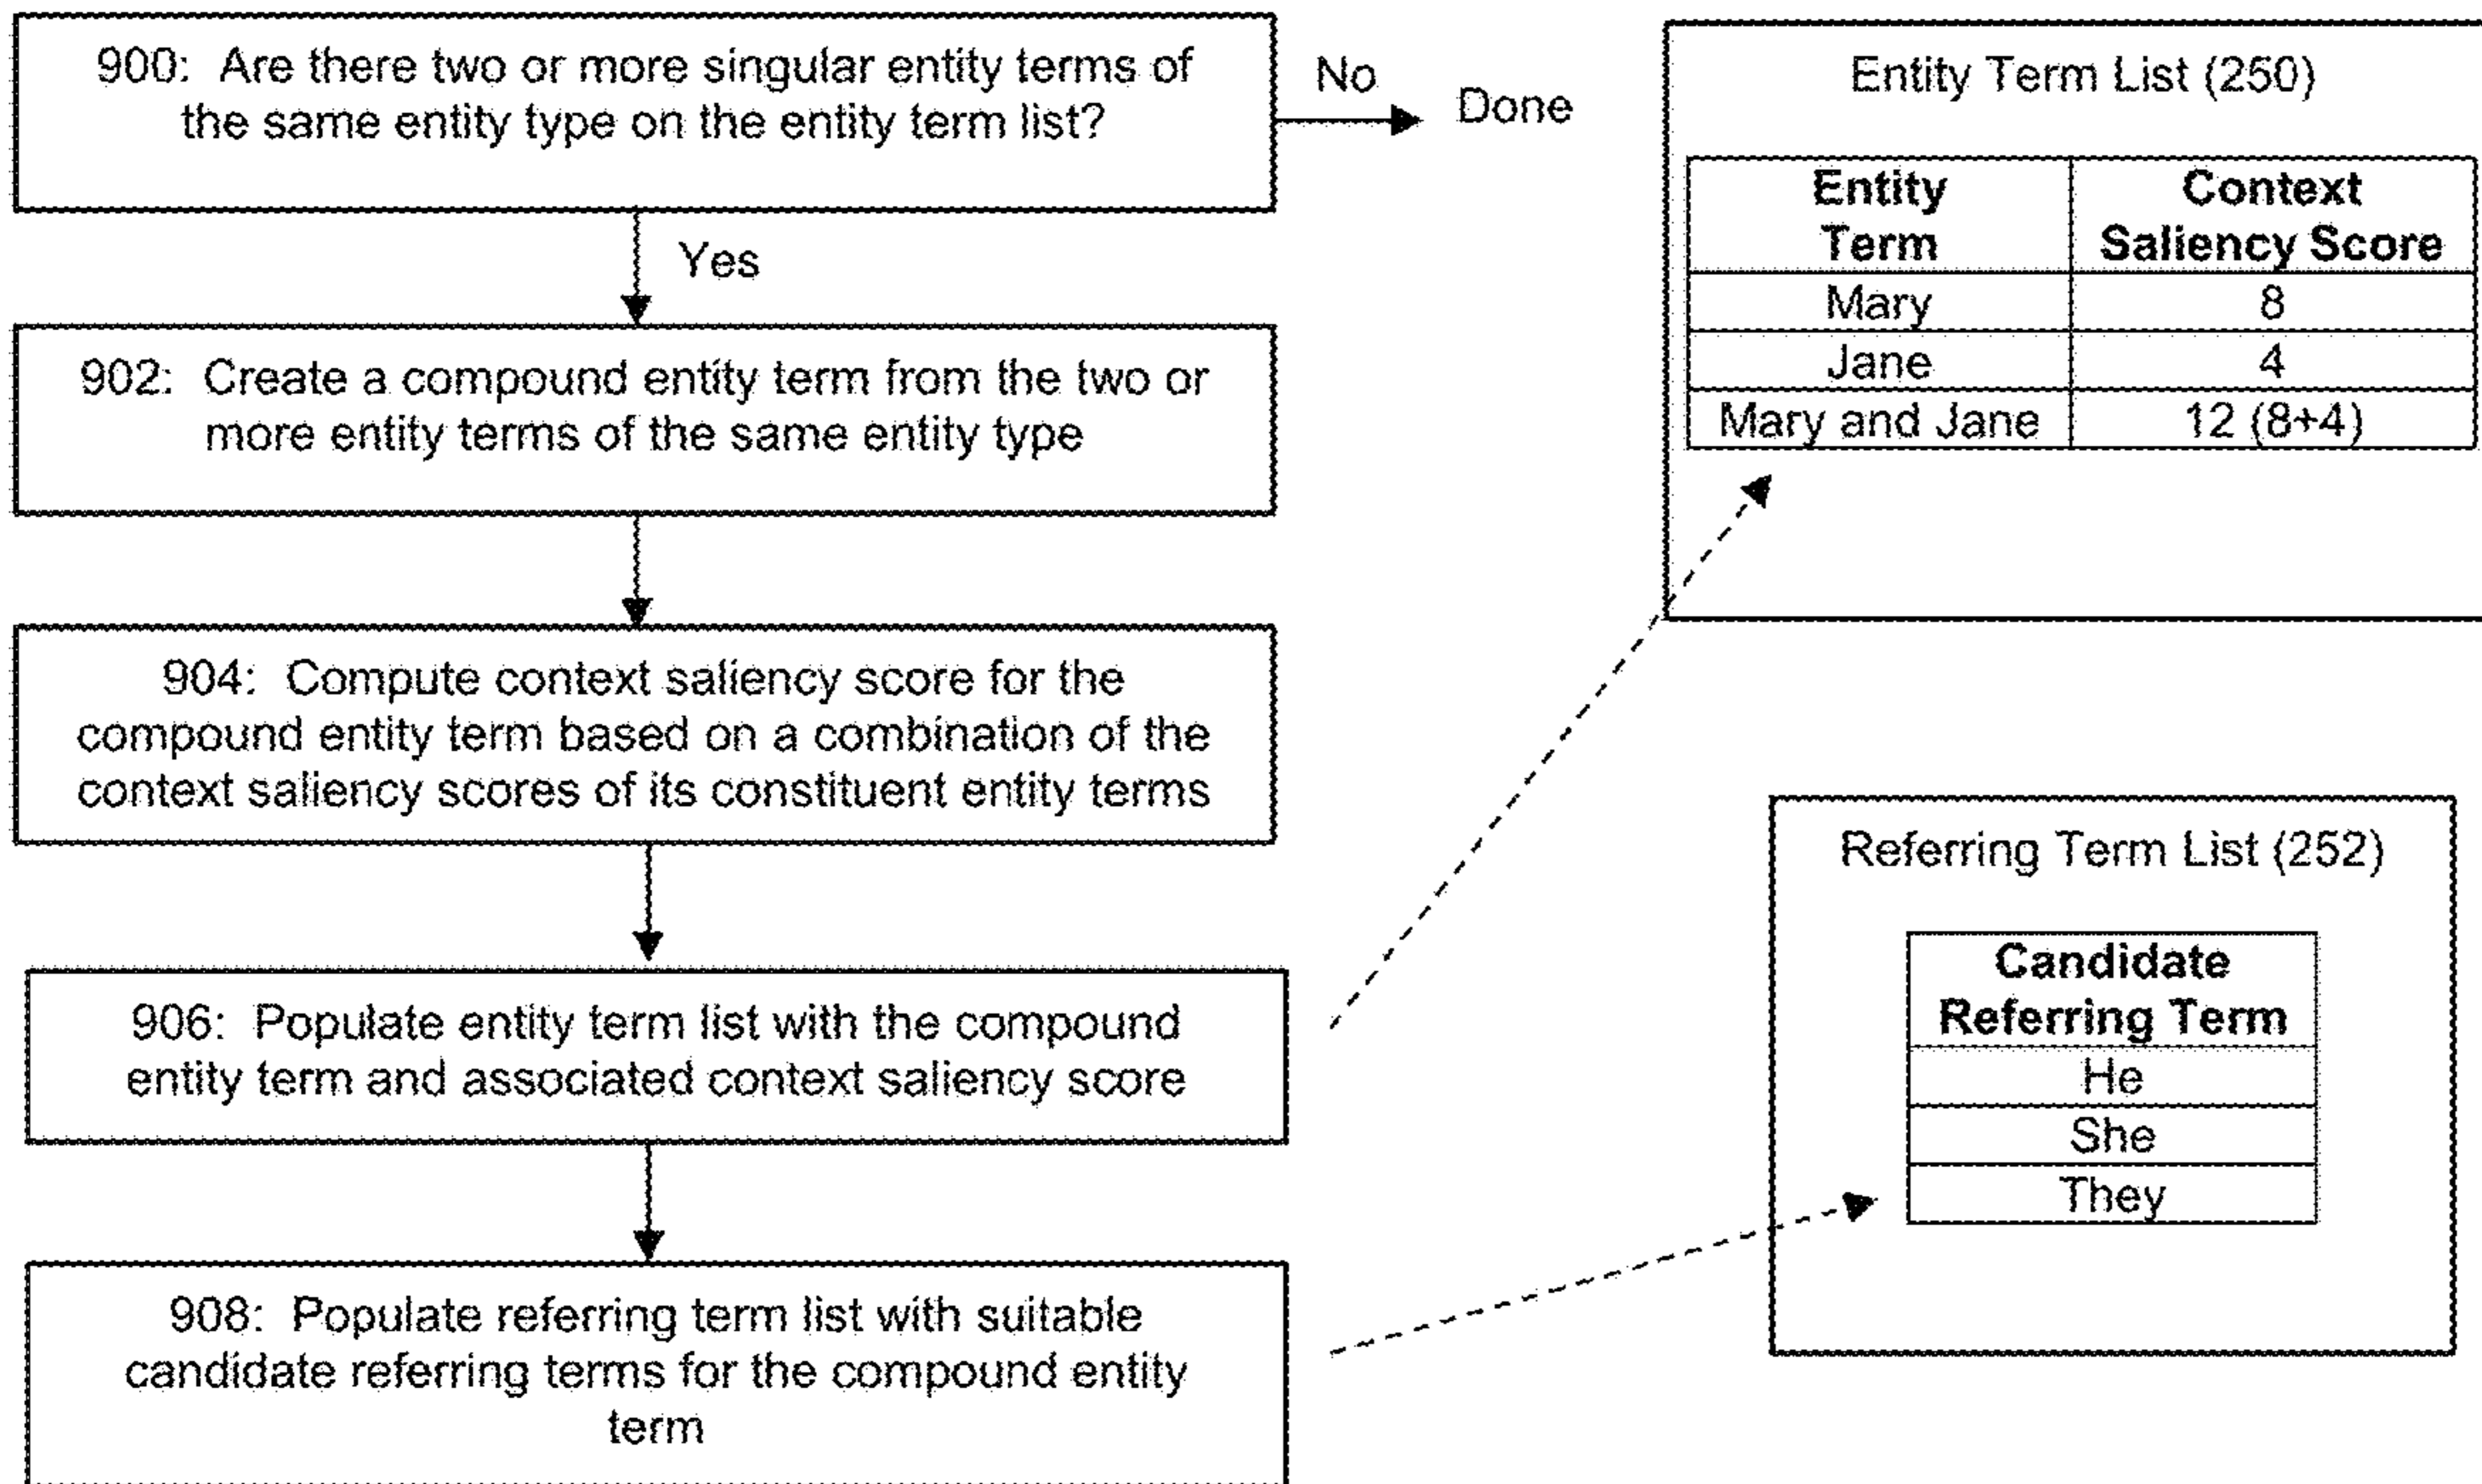 900: Are there two or more singular entity terms of
the same entity type on the entity term list?
No
Done
Yes
902: Create a compound entity term from the two or
more entity terms of the same entity type
904: Compute context saliency score for the
compound entity term based on a combination of the
context saliency scores of its constituent entity terms
906: Populate entity term list with the compound
entity term and associated context saliency score
908: Populate referring term list with suitable
candidate referring terms for the compound entity
term
Entity Term List (250)
Entity Term | Context Saliency Score
Mary | 8
Jane | 4
Mary and Jane | 12 (8+4)
Referring Term List (252)
Candidate
Referring Term
He
She
They